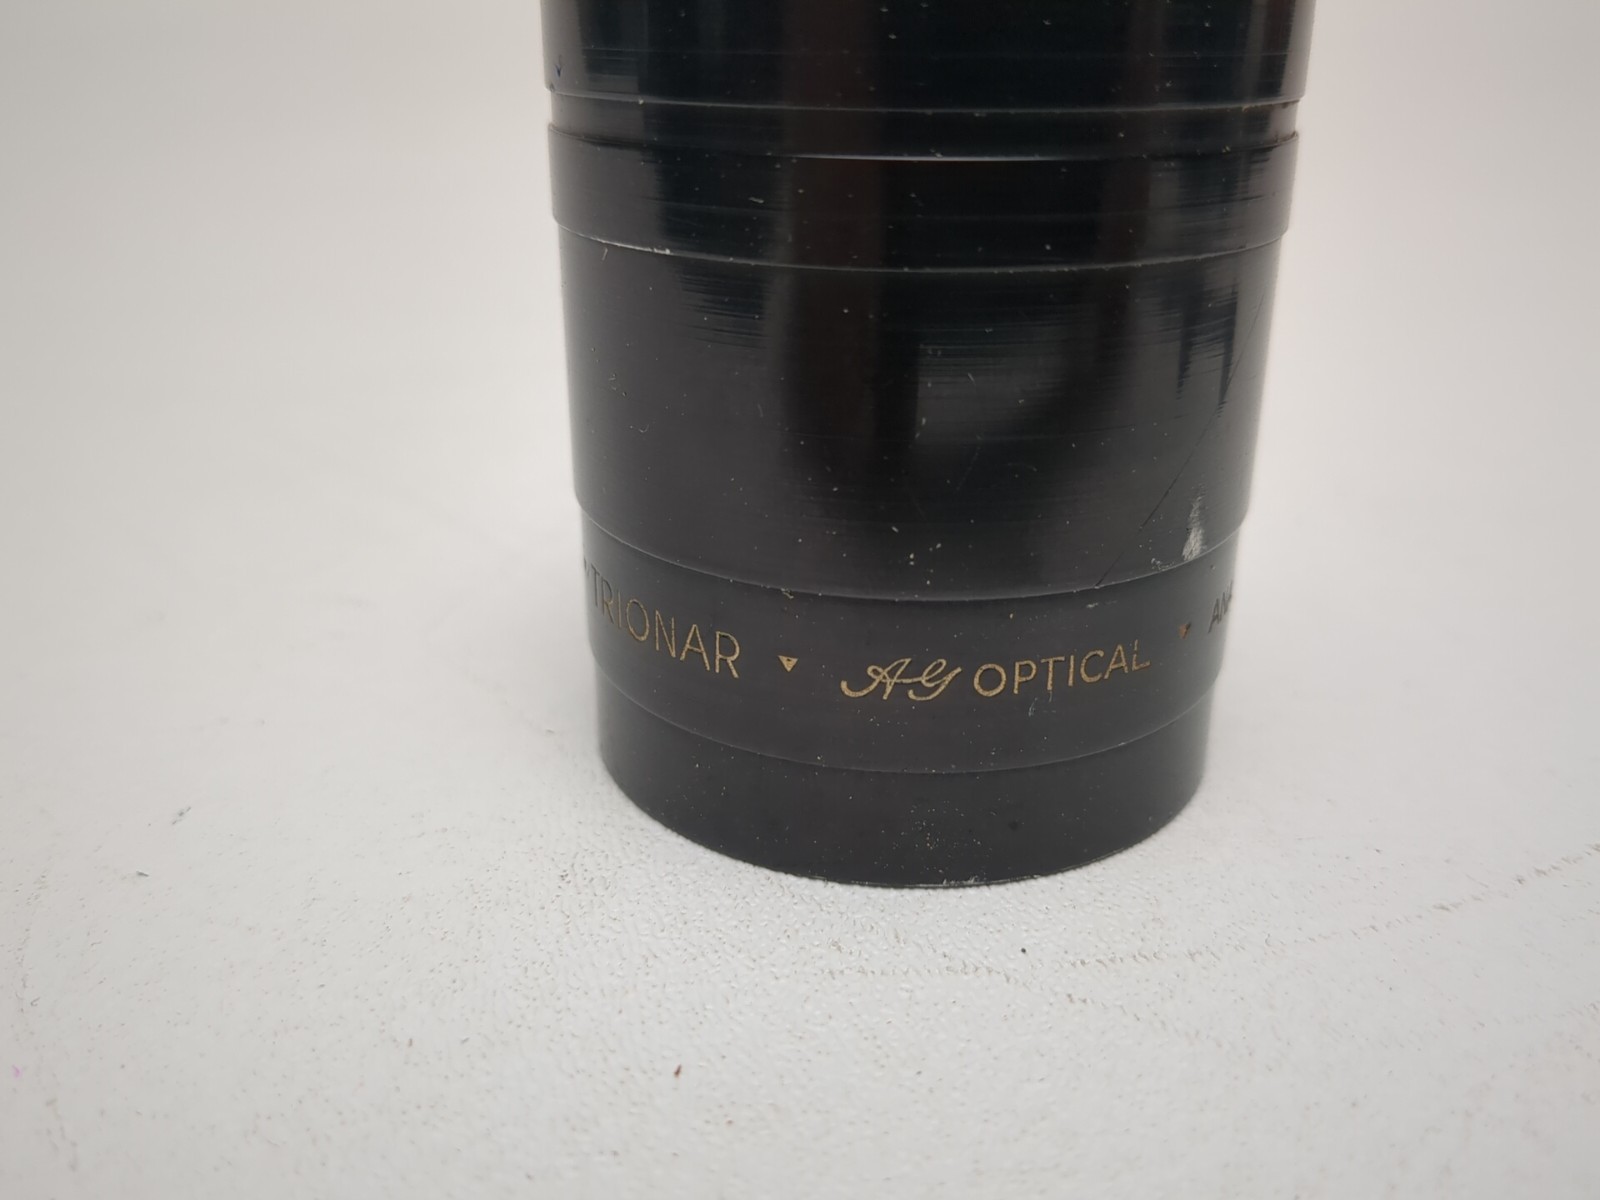 TRIONAR ▼ AG OPTICAL ▼